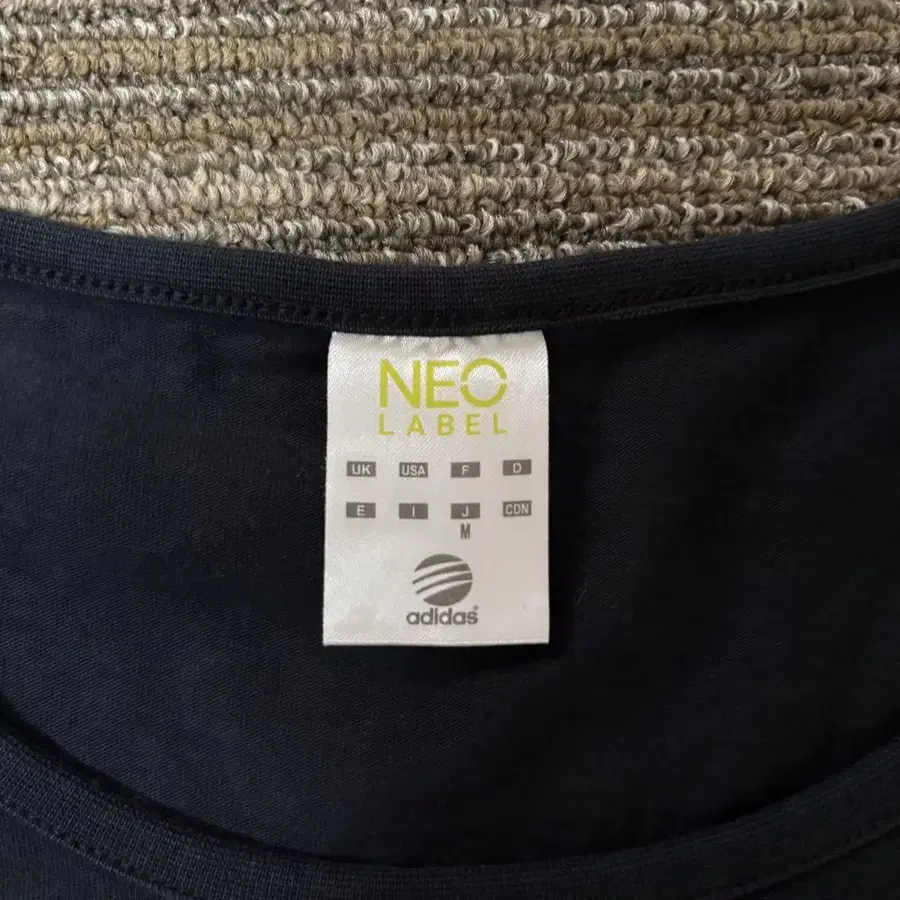 NEO
LABEL
UK USA F D
E I J CDN
M
adidas®